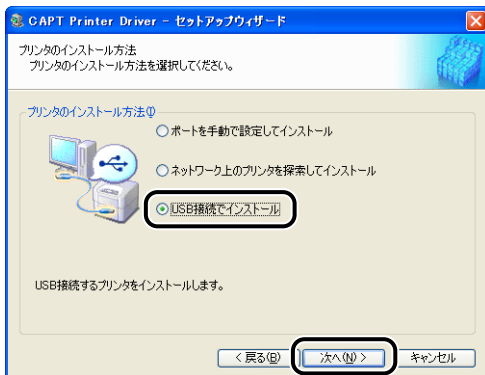 CAPT Printer Driver - セットアップウィザード
プリンタのインストール方法
プリンタのインストール方法を選択してください。
プリンタのインストール方法(I)
ポートを手動で設定してインストール
ネットワーク上のプリンタを探索してインストール
USB接続でインストール
USB接続するプリンタをインストールします。
< 戻る(B) 次へ(N) > キャンセル